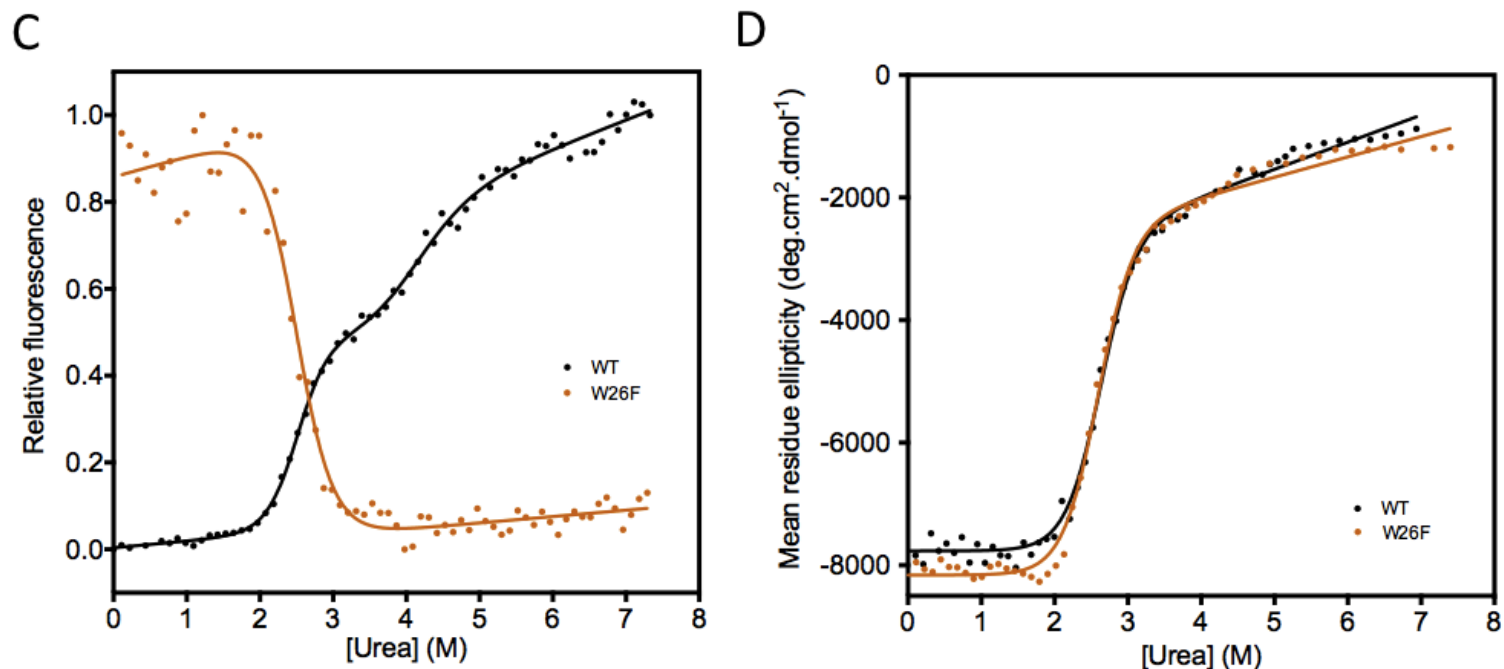 C
Relative fluorescence
1.0
0.8
0.6
0.4
0.2
0.0
0 1 2 3 4 5 6 7 8
[Urea] (M)
WT
W26F
D
Mean residue ellipticity (deg.cm².dmol⁻¹)
0
-2000
-4000
-6000
-8000
0 1 2 3 4 5 6 7 8
[Urea] (M)
WT
W26F